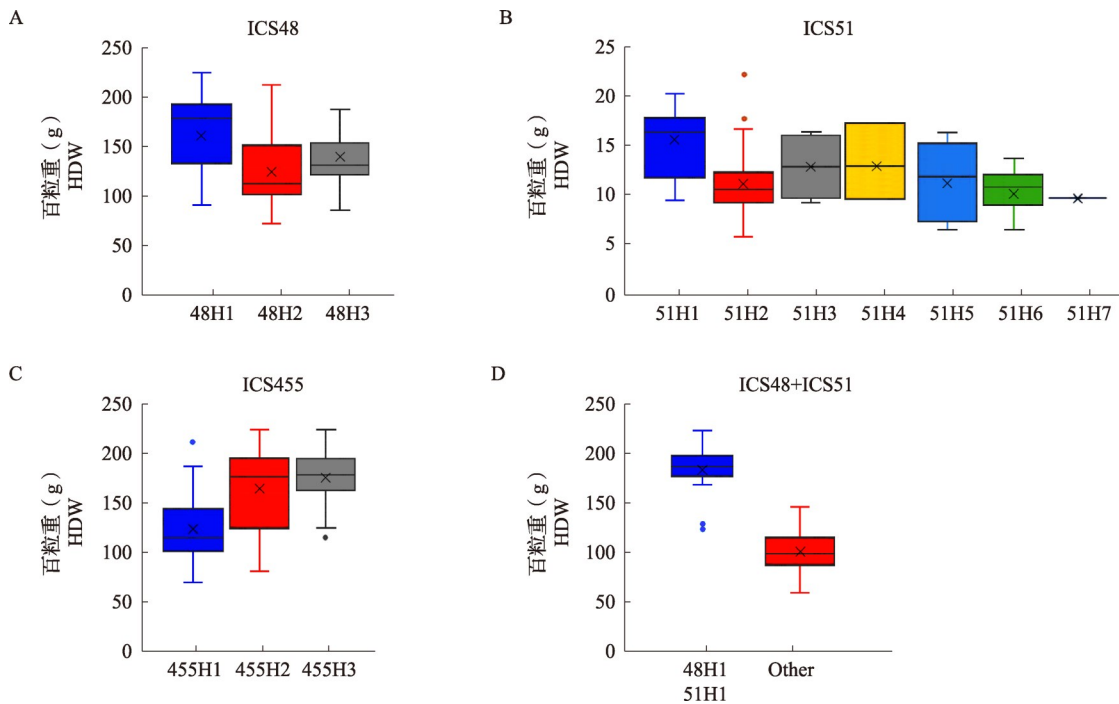 A
ICS48
250
200
150
100
50
0
百粒重（g）
HDW
48H1 48H2 48H3
B
ICS51
25
20
15
10
5
0
百粒重（g）
HDW
51H1 51H2 51H3 51H4 51H5 51H6 51H7
C
ICS455
250
200
150
100
50
0
百粒重（g）
HDW
455H1 455H2 455H3
D
ICS48+ICS51
250
200
150
100
50
0
百粒重（g）
HDW
48H1 Other
51H1